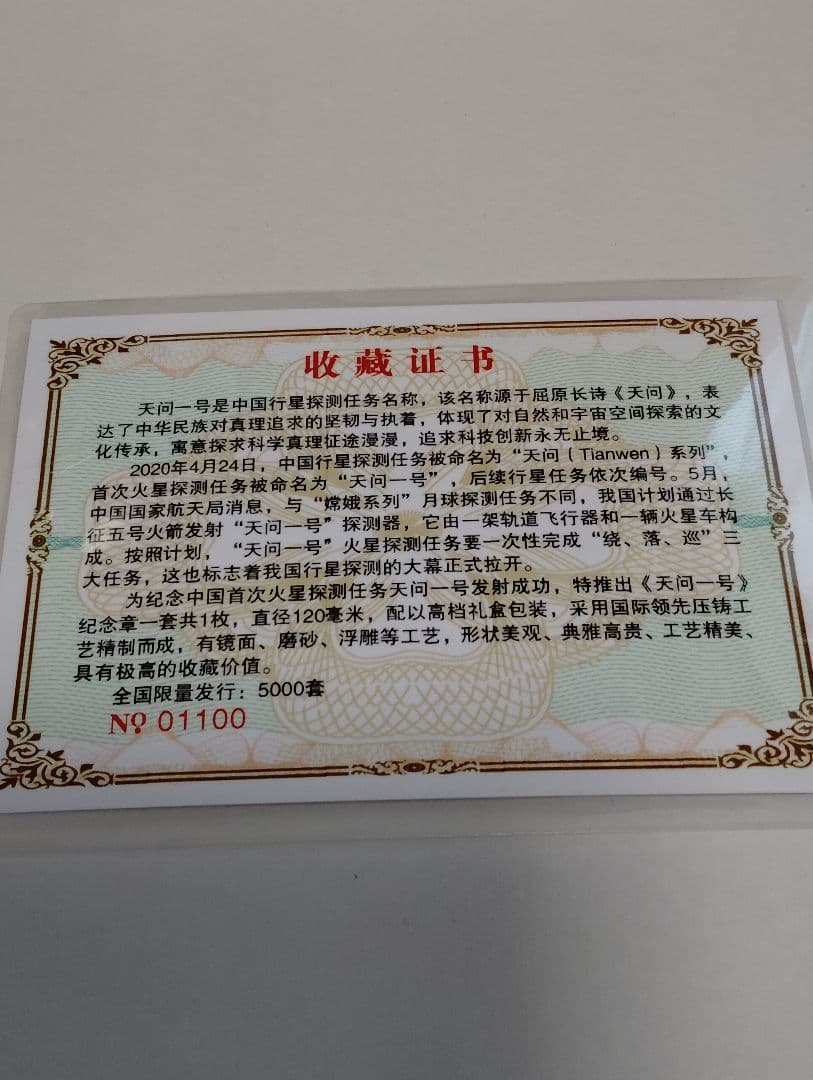 收藏证书
天问一号是中国行星探测任务名称，该名称源于屈原长诗《天问》，表
达了中华民族对真理追求的坚韧与执着，体现了对自然和宇宙空间探索的文
化传承，寓意探求科学真理征途漫漫，追求科技创新永无止境。
2020年4月24日，中国行星探测任务被命名为“天问（Tianwen）系列”，
首次火星探测任务被命名为“天问一号”，后续行星任务依次编号。5月，
中国国家航天局消息，与“嫦娥系列”月球探测任务不同，我国计划通过长
征五号火箭发射“天问一号”探测器，它由一架轨道飞行器和一辆火星车构
成。按照计划，“天问一号”火星探测任务要一次性完成“绕、落、巡”三
大任务，这也标志着我国行星探测的大幕正式拉开。
为纪念中国首次火星探测任务天问一号发射成功，特推出《天问一号》
纪念章一套共1枚，直径120毫米，配以高档礼盒包装，采用国际领先压铸工
艺精制而成，有镜面、磨砂、浮雕等工艺，形状美观、典雅高贵、工艺精美、
具有极高的收藏价值。
全国限量发行：5000套
№ 01100